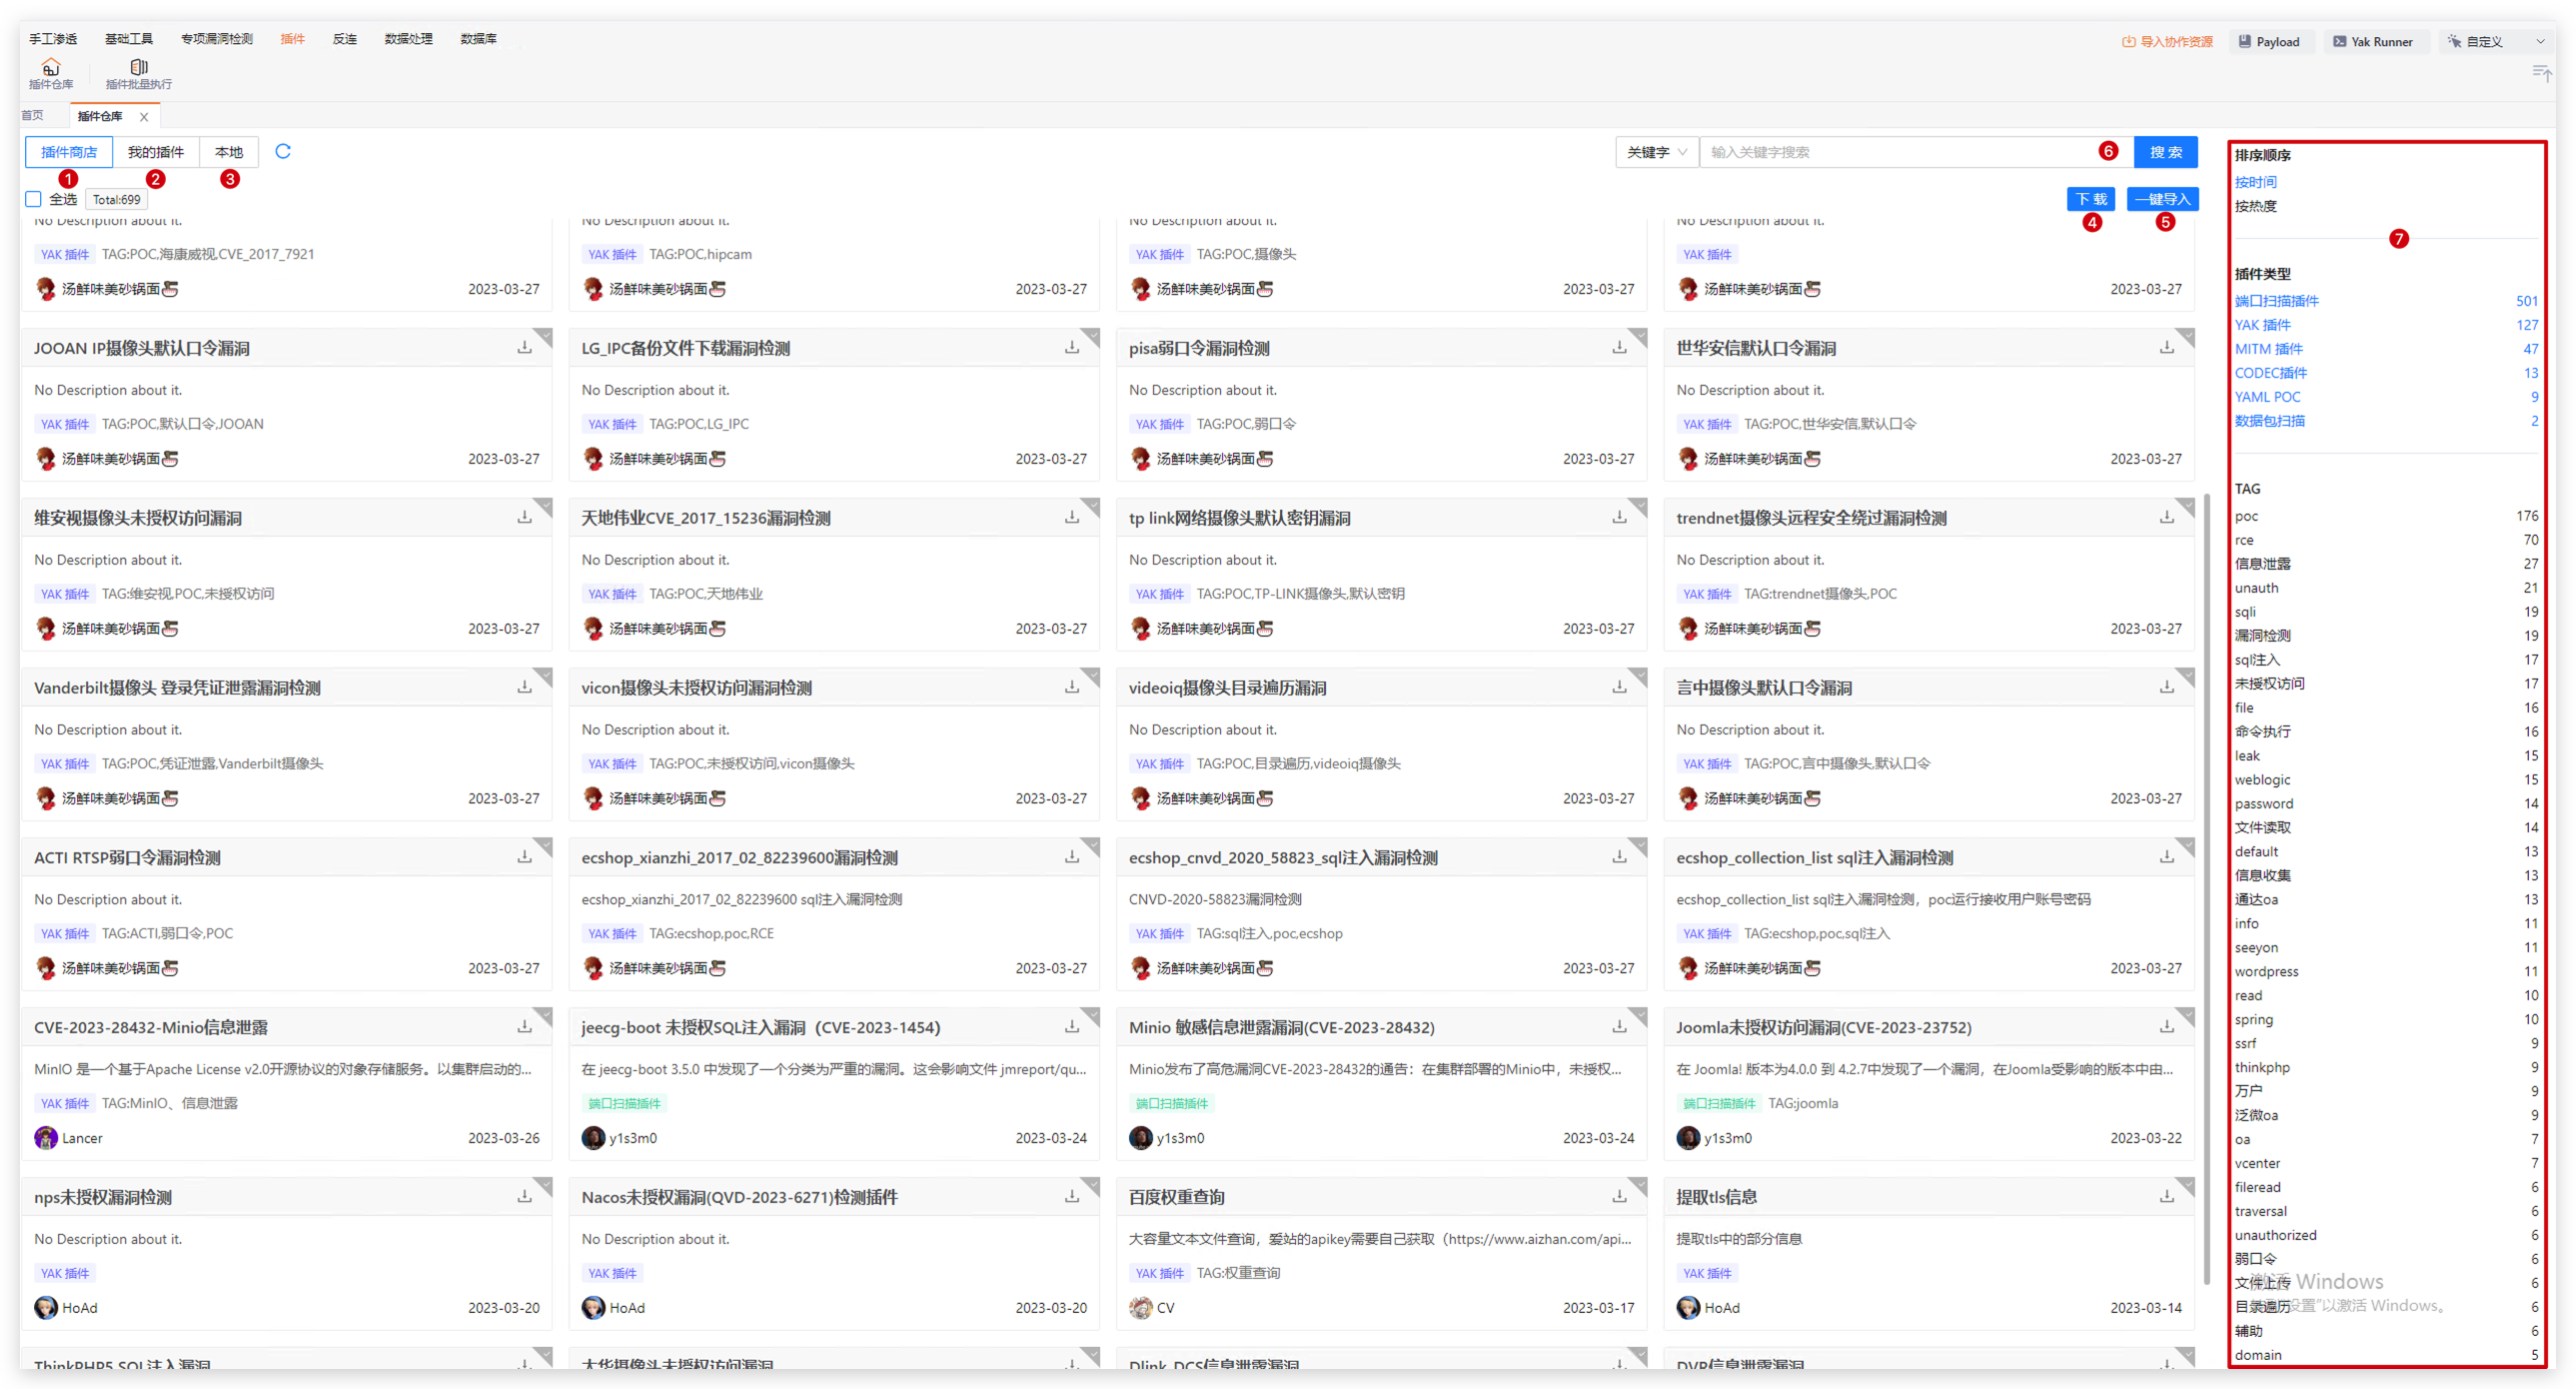 手工渗透 基础工具 专项漏洞检测 插件 反连 数据处理 数据库 导入协作资源 Payload Yak Runner 自定义
插件仓库 插件批量执行
首页 插件仓库
插件商店 我的插件 本地 关键字 输入关键字搜索 6 搜 索
1 2 3
全选 Total:699 下 载 一键导入
4 5
No Description about it. No Description about it. No Description about it. No Description about it.
YAK 插件 TAG:POC,海康威视,CVE_2017_7921 YAK 插件 TAG:POC,hipcam YAK 插件 TAG:POC,摄像头 YAK 插件
汤鲜味美砂锅面 2023-03-27 汤鲜味美砂锅面 2023-03-27 汤鲜味美砂锅面 2023-03-27 汤鲜味美砂锅面 2023-03-27
JOOAN IP摄像头默认口令漏洞 LG_IPC备份文件下载漏洞检测 pisa弱口令漏洞检测 世华安信默认口令漏洞
No Description about it. No Description about it. No Description about it. No Description about it.
YAK 插件 TAG:POC,默认口令,JOOAN YAK 插件 TAG:POC,LG_IPC YAK 插件 TAG:POC,弱口令 YAK 插件 TAG:POC,世华安信,默认口令
汤鲜味美砂锅面 2023-03-27 汤鲜味美砂锅面 2023-03-27 汤鲜味美砂锅面 2023-03-27 汤鲜味美砂锅面 2023-03-27
维安视摄像头未授权访问漏洞 天地伟业CVE_2017_15236漏洞检测 tp link网络摄像头默认密钥漏洞 trendnet摄像头远程安全绕过漏洞检测
No Description about it. No Description about it. No Description about it. No Description about it.
YAK 插件 TAG:维安视,POC,未授权访问 YAK 插件 TAG:POC,天地伟业 YAK 插件 TAG:POC,TP-LINK摄像头,默认密钥 YAK 插件 TAG:trendnet摄像头,POC
汤鲜味美砂锅面 2023-03-27 汤鲜味美砂锅面 2023-03-27 汤鲜味美砂锅面 2023-03-27 汤鲜味美砂锅面 2023-03-27
Vanderbilt摄像头 登录凭证泄露漏洞检测 vicon摄像头未授权访问漏洞检测 videoiq摄像头目录遍历漏洞 言中摄像头默认口令漏洞
No Description about it. No Description about it. No Description about it. No Description about it.
YAK 插件 TAG:POC,凭证泄露,Vanderbilt摄像头 YAK 插件 TAG:POC,未授权访问,vicon摄像头 YAK 插件 TAG:POC,目录遍历,videoiq摄像头 YAK 插件 TAG:POC,言中摄像头,默认口令
汤鲜味美砂锅面 2023-03-27 汤鲜味美砂锅面 2023-03-27 汤鲜味美砂锅面 2023-03-27 汤鲜味美砂锅面 2023-03-27
ACTI RTSP弱口令漏洞检测 ecshop_xianzhi_2017_02_82239600漏洞检测 ecshop_cnvd_2020_58823_sql注入漏洞检测 ecshop_collection_list sql注入漏洞检测
No Description about it. ecshop_xianzhi_2017_02_82239600 sql注入漏洞检测 CNVD-2020-58823漏洞检测 ecshop_collection_list sql注入漏洞检测，poc运行接收用户账号密码
YAK 插件 TAG:ACTI,弱口令,POC YAK 插件 TAG:ecshop,poc,RCE YAK 插件 TAG:sql注入,poc,ecshop YAK 插件 TAG:ecshop,poc,sql注入
汤鲜味美砂锅面 2023-03-27 汤鲜味美砂锅面 2023-03-27 汤鲜味美砂锅面 2023-03-27 汤鲜味美砂锅面 2023-03-27
CVE-2023-28432-Minio信息泄露 jeecg-boot 未授权SQL注入漏洞（CVE-2023-1454） Minio 敏感信息泄露漏洞(CVE-2023-28432) Joomla未授权访问漏洞(CVE-2023-23752)
MinIO 是一个基于Apache License v2.0开源协议的对象存储服务。以集群启动的... 在 jeecg-boot 3.5.0 中发现了一个分类为严重的漏洞。这会影响文件 jmreport/qu... Minio发布了高危漏洞CVE-2023-28432的通告：在集群部署的Minio中，未授权... 在 Joomla! 版本为4.0.0 到 4.2.7中发现了一个漏洞，在Joomla受影响的版本中由...
YAK 插件 TAG:MinIO、信息泄露 端口扫描插件 端口扫描插件 端口扫描插件 TAG:joomla
Lancer 2023-03-26 y1s3m0 2023-03-24 y1s3m0 2023-03-24 y1s3m0 2023-03-22
nps未授权漏洞检测 Nacos未授权漏洞(QVD-2023-6271)检测插件 百度权重查询 提取tls信息
No Description about it. No Description about it. 大容量文本文件查询，爱站的apikey需要自己获取（https://www.aizhan.com/api... 提取tls中的部分信息
YAK 插件 YAK 插件 YAK 插件 TAG:权重查询 YAK 插件
HoAd 2023-03-20 HoAd 2023-03-20 CV 2023-03-17 HoAd 2023-03-14
ThinkPHP5 SQL注入漏洞 大华摄像头未授权访问漏洞 Dlink-DCS信息泄露漏洞 DVR信息泄露漏洞
排序顺序
按时间
按热度
7
插件类型
端口扫描插件 501
YAK 插件 127
MITM 插件 47
CODEC插件 13
YAML POC 9
数据包扫描 2
TAG
poc 176
rce 70
信息泄露 27
unauth 21
sqli 19
漏洞检测 19
sql注入 17
未授权访问 17
file 16
命令执行 16
leak 15
weblogic 15
password 14
文件读取 14
default 13
信息收集 13
通达oa 13
info 11
seeyon 11
wordpress 11
read 10
spring 10
ssrf 9
thinkphp 9
万户 9
泛微oa 9
oa 7
vcenter 7
fileread 6
traversal 6
unauthorized 6
弱口令 6
文件上传 6
激活 Windows
目录遍历 6
设置"以激活 Windows。
辅助 6
domain 5